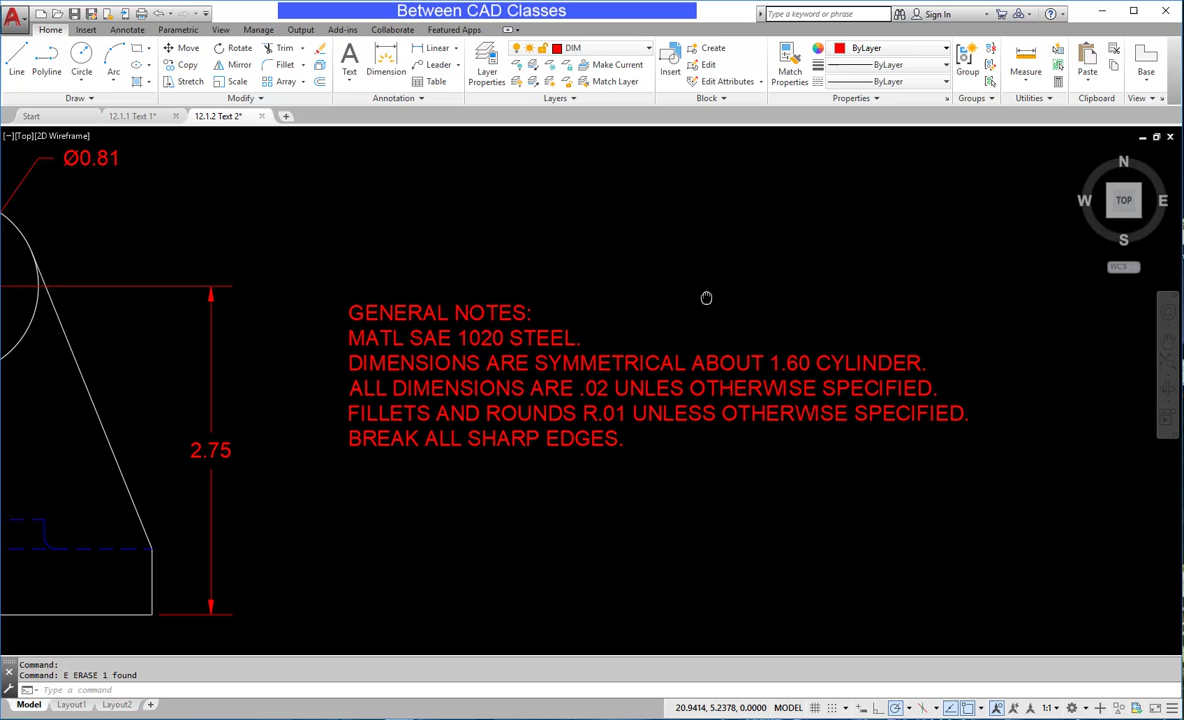 Between CAD Classes
Type a keyword or phrase
Sign In
Home Insert Annotate Parametric View Manage Output Add-ins Collaborate Featured Apps
Line Polyline Circle Arc
Move Rotate Trim
Copy Mirror Fillet
Stretch Scale Array
Text Dimension
Linear
Leader
Table
Layer Properties
DIM
Make Current
Match Layer
Insert
Create
Edit
Edit Attributes
Match Properties
ByLayer
ByLayer
ByLayer
Group Measure Paste Base
Draw Modify Annotation Layers Block Properties Groups Utilities Clipboard View
Start 12.1.1 Text 1* 12.1.2 Text 2*
[−][Top][2D Wireframe]
Ø0.81
N
W TOP E
S
WCS
GENERAL NOTES:
MATL SAE 1020 STEEL.
DIMENSIONS ARE SYMMETRICAL ABOUT 1.60 CYLINDER.
ALL DIMENSIONS ARE .02 UNLES OTHERWISE SPECIFIED.
FILLETS AND ROUNDS R.01 UNLESS OTHERWISE SPECIFIED.
BREAK ALL SHARP EDGES.
2.75
Command:
Command: E ERASE 1 found
Type a command
Model Layout1 Layout2
20.9414, 5.2378, 0.0000 MODEL
1:1